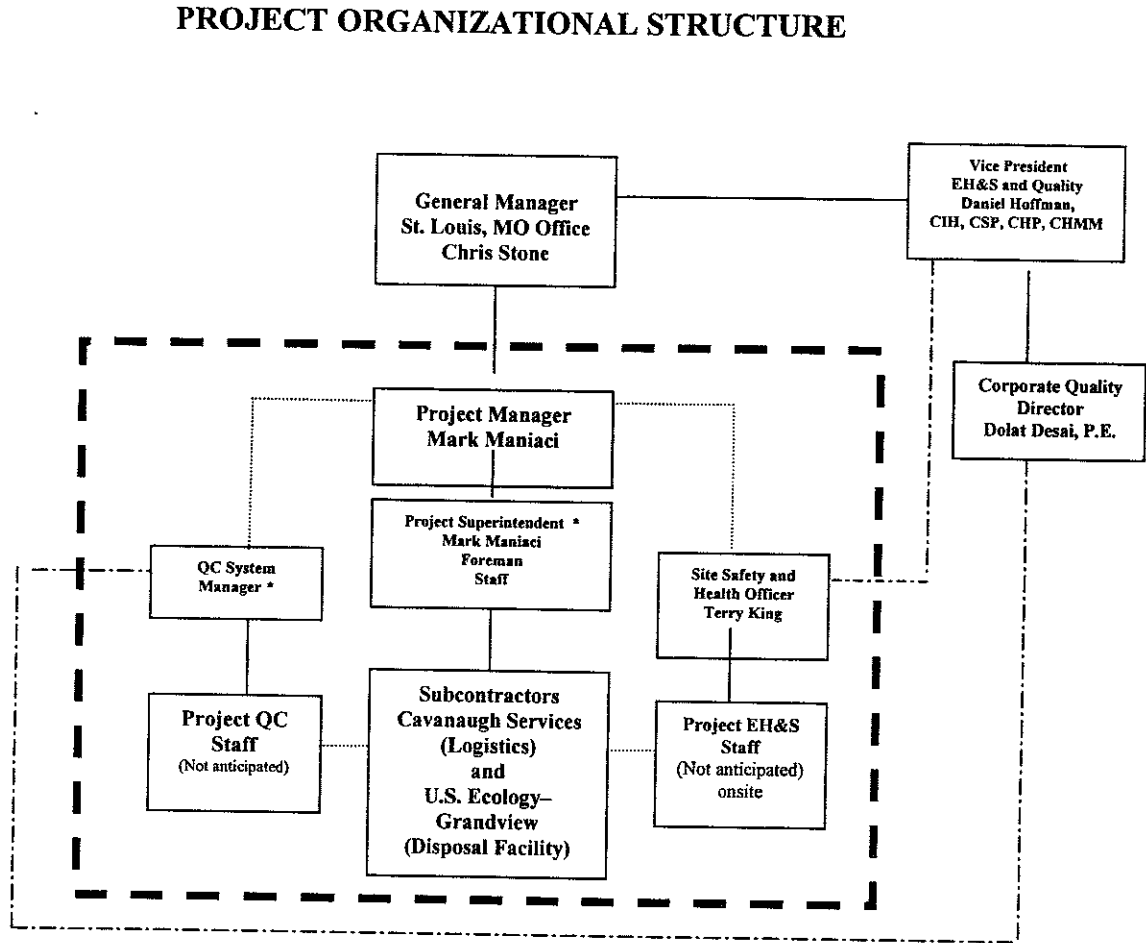 PROJECT ORGANIZATIONAL STRUCTURE
General Manager
St. Louis, MO Office
Chris Stone
Vice President
EH&S and Quality
Daniel Hoffman,
CIH, CSP, CHP, CHMM
Corporate Quality
Director
Dolat Desai, P.E.
Project Manager
Mark Maniaci
Project Superintendent *
Mark Maniaci
Foreman
Staff
QC System
Manager *
Site Safety and
Health Officer
Terry King
Project QC
Staff
(Not anticipated)
Subcontractors
Cavanaugh Services
(Logistics)
and
U.S. Ecology–
Grandview
(Disposal Facility)
Project EH&S
Staff
(Not anticipated)
onsite